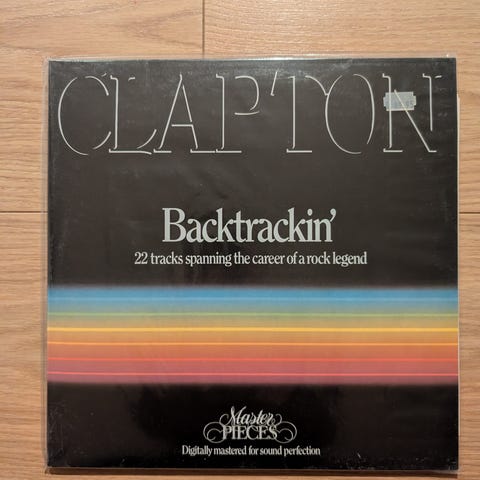 CLAPTON
Backtrackin'
22 tracks spanning the career of a rock legend
Master
PIECES
Digitally mastered for sound perfection